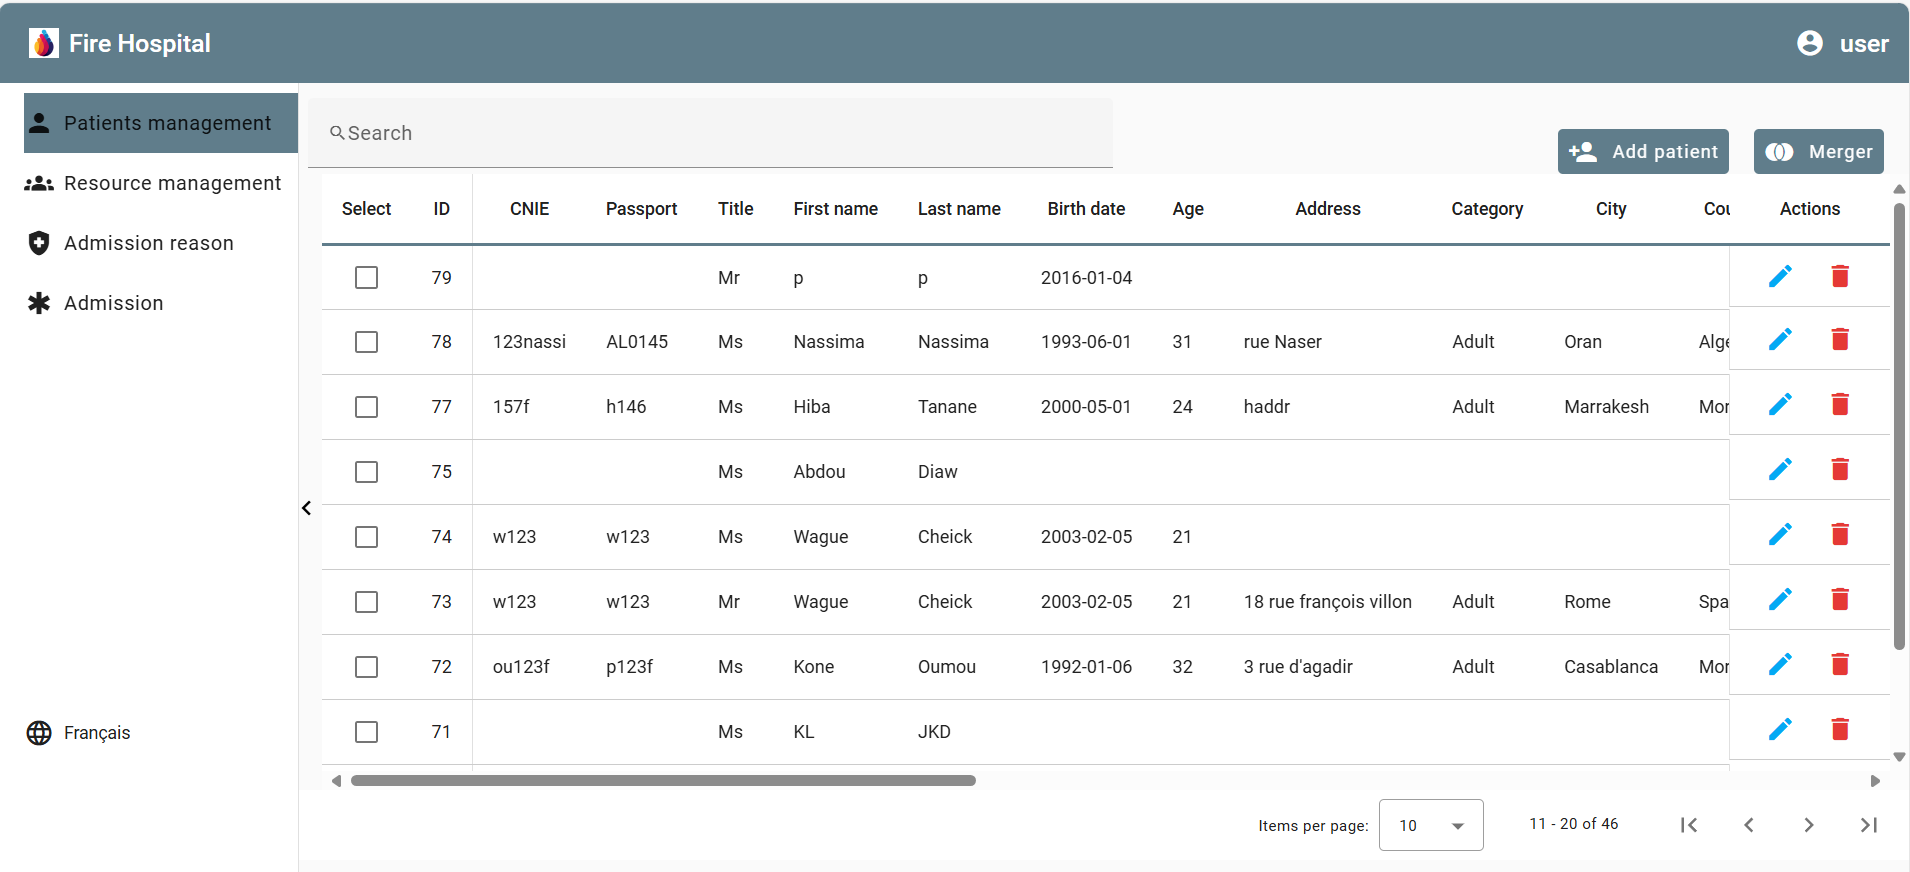 Fire Hospital
user
Patients management
Resource management
Admission reason
Admission
Français
Search
Add patient
Merger
Select ID CNIE Passport Title First name Last name Birth date Age Address Category City Cou Actions
79 Mr p p 2016-01-04
78 123nassi AL0145 Ms Nassima Nassima 1993-06-01 31 rue Naser Adult Oran Alge
77 157f h146 Ms Hiba Tanane 2000-05-01 24 haddr Adult Marrakesh Mor
75 Ms Abdou Diaw
74 w123 w123 Ms Wague Cheick 2003-02-05 21
73 w123 w123 Mr Wague Cheick 2003-02-05 21 18 rue françois villon Adult Rome Spa
72 ou123f p123f Ms Kone Oumou 1992-01-06 32 3 rue d'agadir Adult Casablanca Mor
71 Ms KL JKD
Items per page: 10 11 - 20 of 46